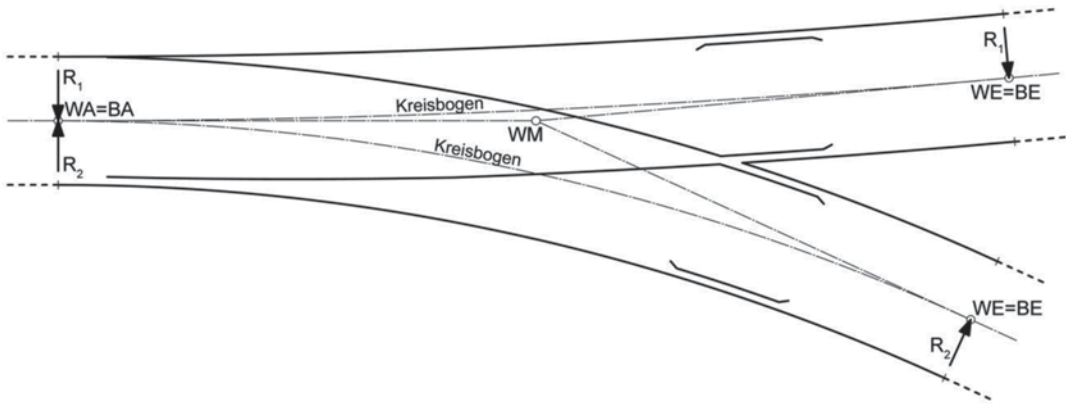 R1
R1
WA=BA
WE=BE
Kreisbogen
WM
Kreisbogen
R2
WE=BE
R2